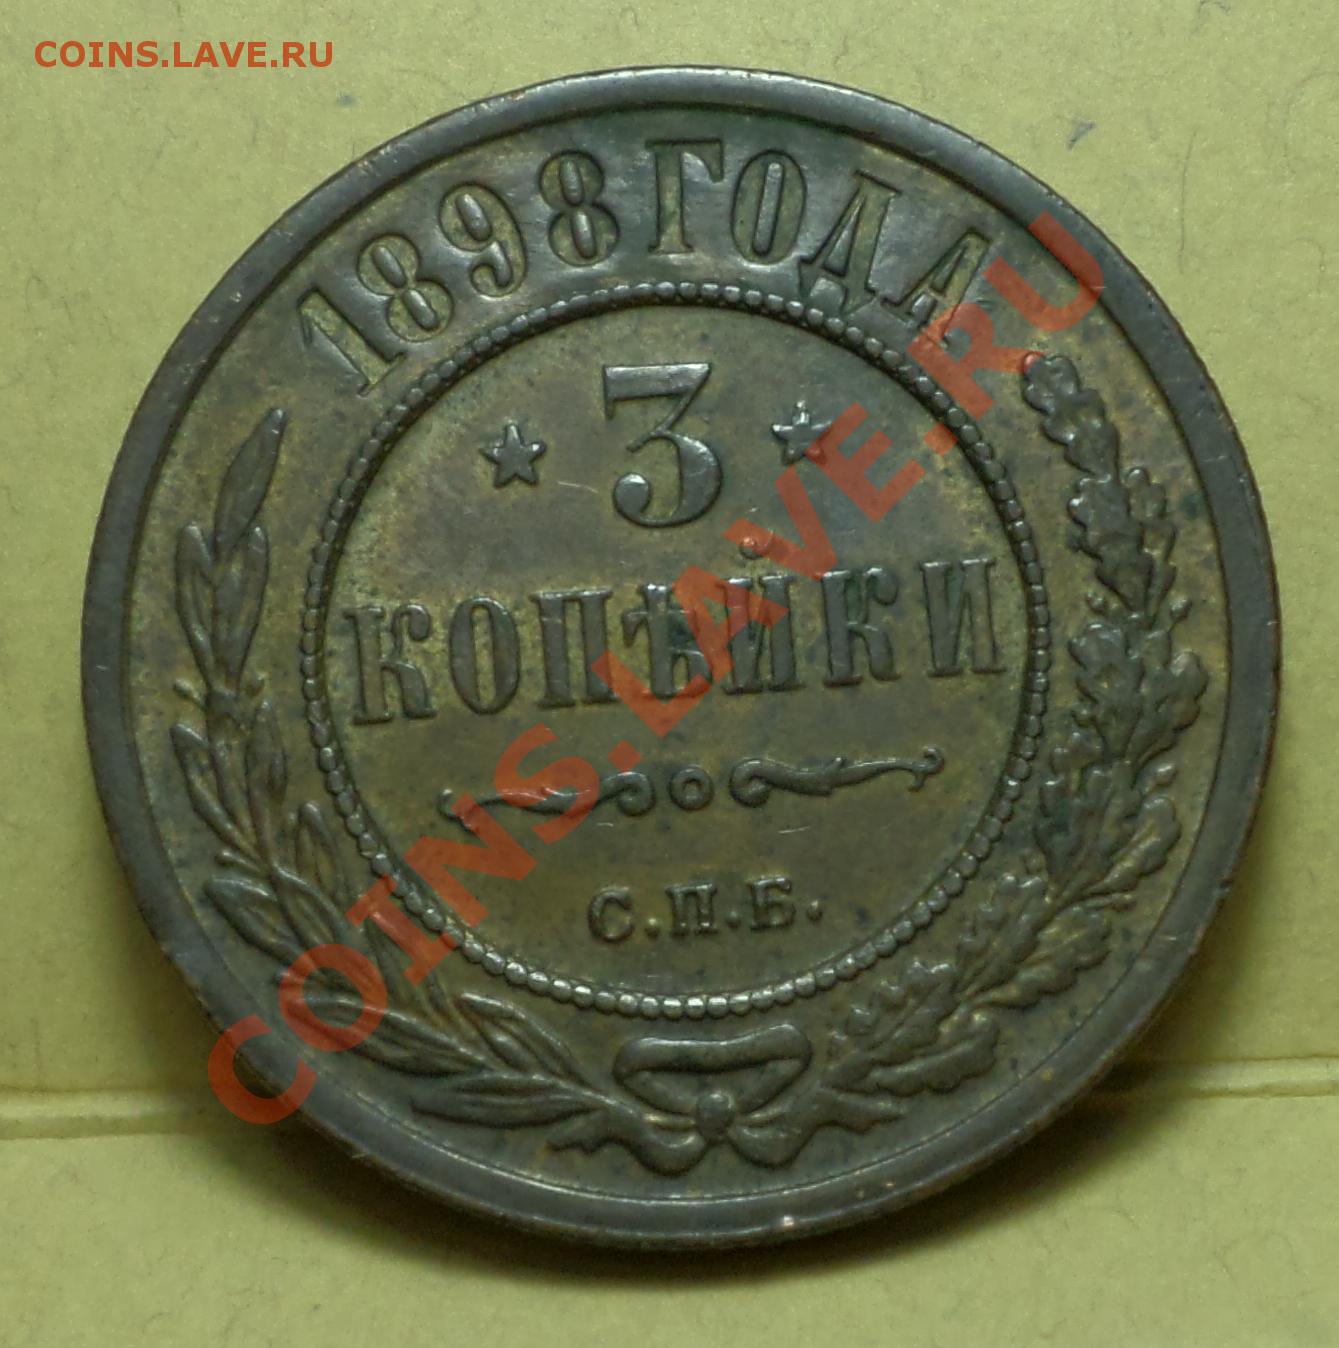 COINS.LAVE.RU
1898 ГОДА.
3
КОПѢЙКИ
С.П.Б.
COINS.LAVE.RU